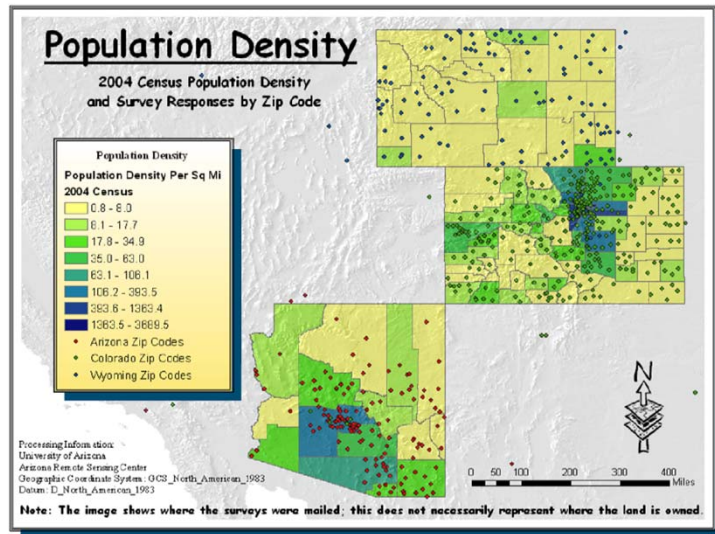 Population Density
2004 Census Population Density
and Survey Responses by Zip Code
Population Density
Population Density Per Sq Mi
2004 Census
0.8 - 8.0
8.1 - 17.7
17.8 - 34.9
35.0 - 63.0
63.1 - 106.1
106.2 - 393.5
393.6 - 1363.4
1363.5 - 3689.5
Arizona Zip Codes
Colorado Zip Codes
Wyoming Zip Codes
N
0 50 100 200 300 400
Miles
Processing Information:
University of Arizona
Arizona Remote Sensing Center
Geographic Coordinate System: GCS_North_American_1983
Datum: D_North_American_1983
Note: The image shows where the surveys were mailed; this does not necessarily represent where the land is owned.